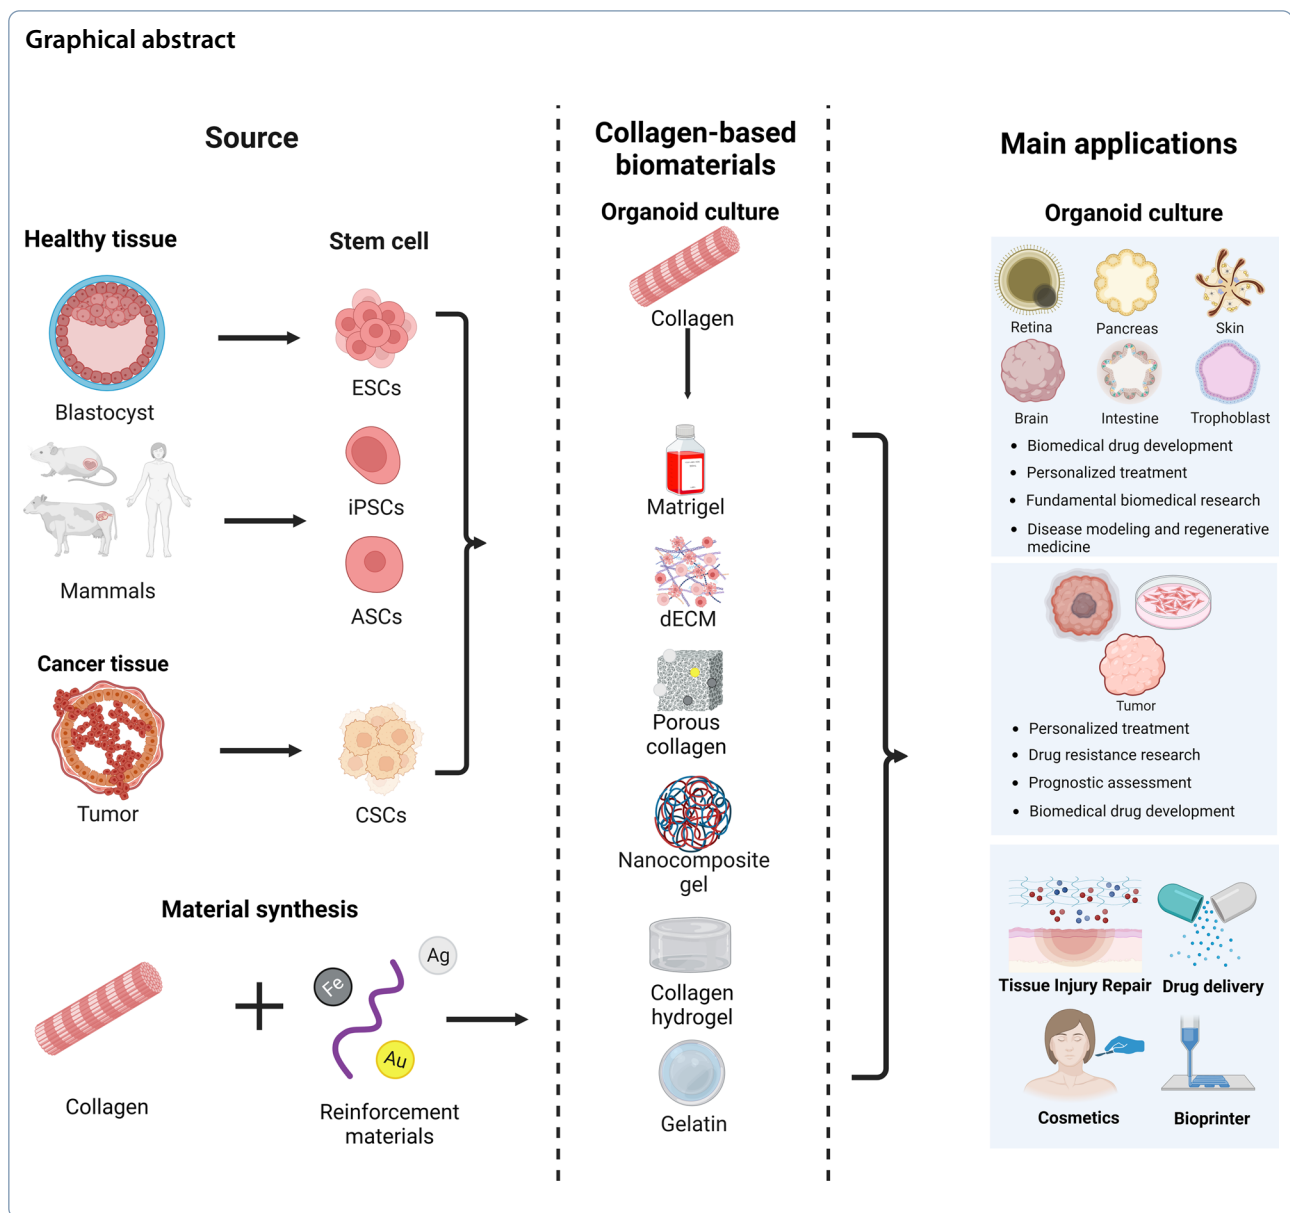 Graphical abstract
Source
Healthy tissue
Stem cell
Blastocyst
ESCs
iPSCs
Mammals
ASCs
Cancer tissue
Tumor
CSCs
Material synthesis
Fe
Ag
Au
Collagen
Reinforcement
materials
Collagen-based
biomaterials
Organoid culture
Collagen
Matrigel
dECM
Porous
collagen
Nanocomposite
gel
Collagen
hydrogel
Gelatin
Main applications
Organoid culture
Retina
Pancreas
Skin
Brain
Intestine
Trophoblast
• Biomedical drug development
• Personalized treatment
• Fundamental biomedical research
• Disease modeling and regenerative
medicine
Tumor
• Personalized treatment
• Drug resistance research
• Prognostic assessment
• Biomedical drug development
Tissue Injury Repair
Drug delivery
Cosmetics
Bioprinter